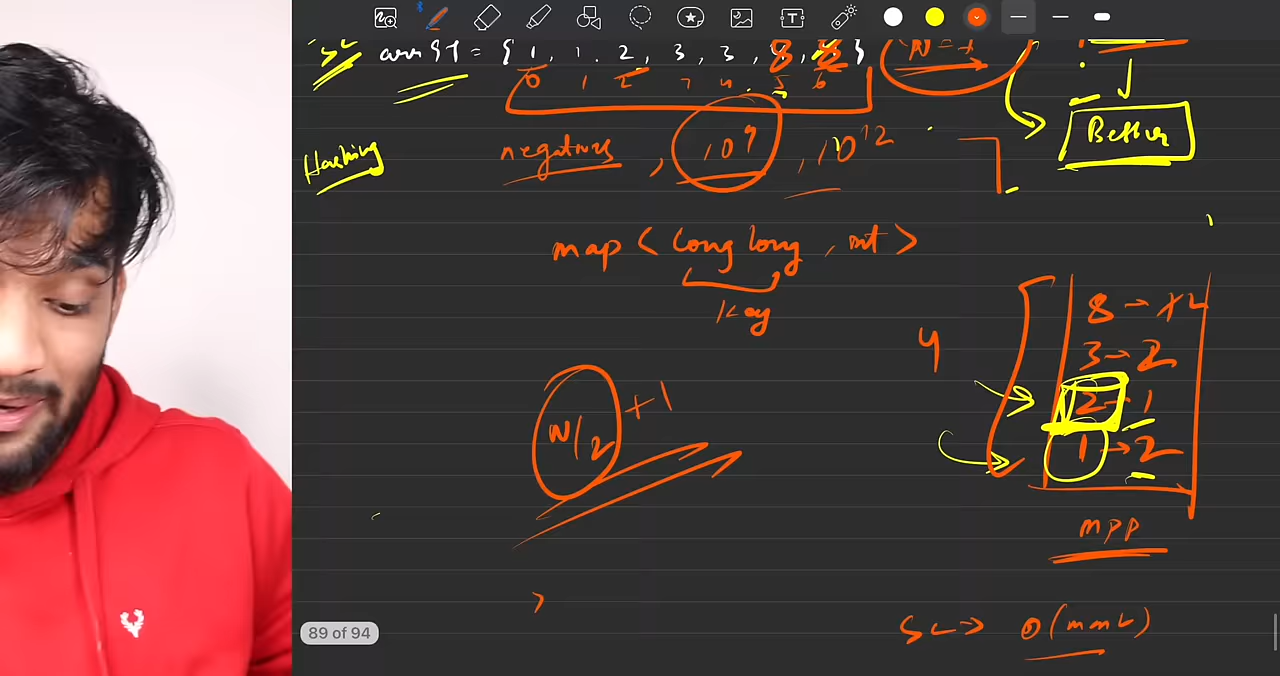 arr[] = { 1, 1, 2, 3, 3, 8, }
0 1 2 3 4 5 6
N = 7
Better
Hashing
negatives, 10^9, 10^12
map < long long, int >
Key
8 → 2
4
3 → 2
2 → 1
N/2 +1
1 → 2
mpp
89 of 94
SC →